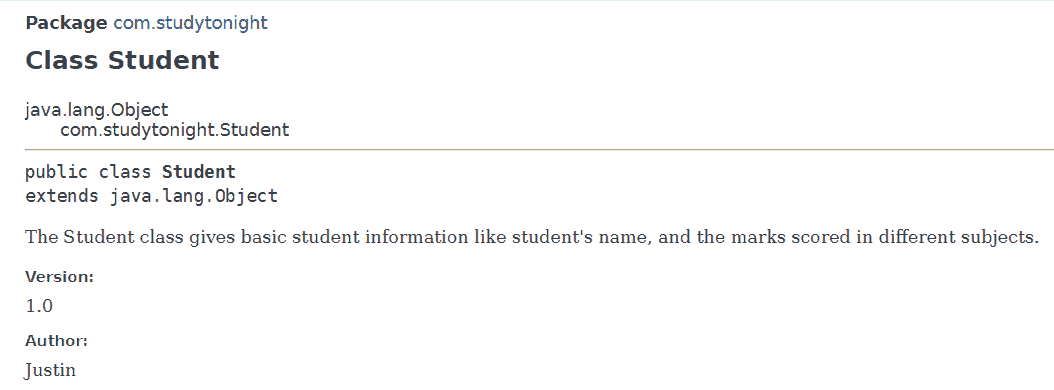 Package com.studytonight
Class Student
java.lang.Object
com.studytonight.Student
public class Student
extends java.lang.Object
The Student class gives basic student information like student's name, and the marks scored in different subjects.
Version:
1.0
Author:
Justin